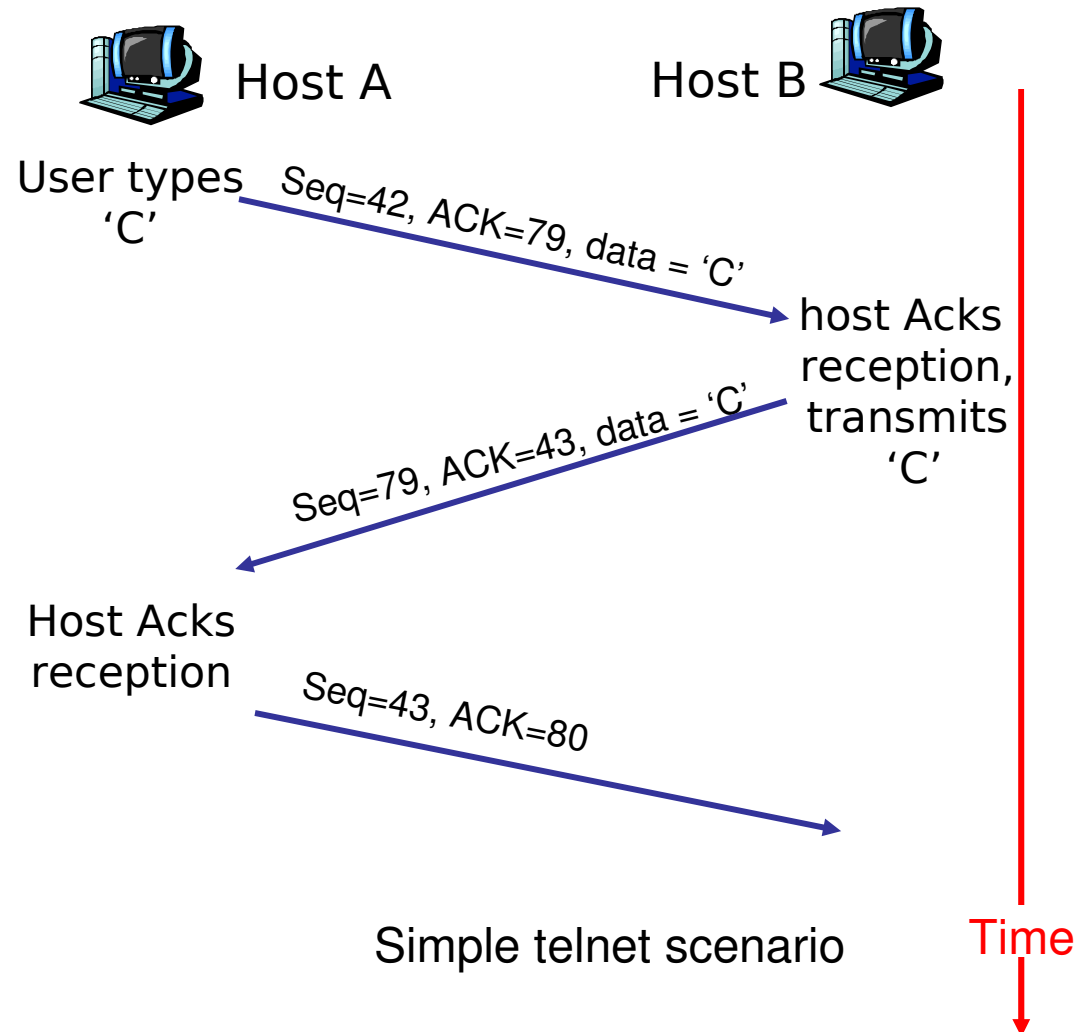 Host A
Host B
User types
‘C’
Seq=42, ACK=79, data = ‘C’
host Acks
reception,
transmits
‘C’
Seq=79, ACK=43, data = ‘C’
Host Acks
reception
Seq=43, ACK=80
Simple telnet scenario
Time